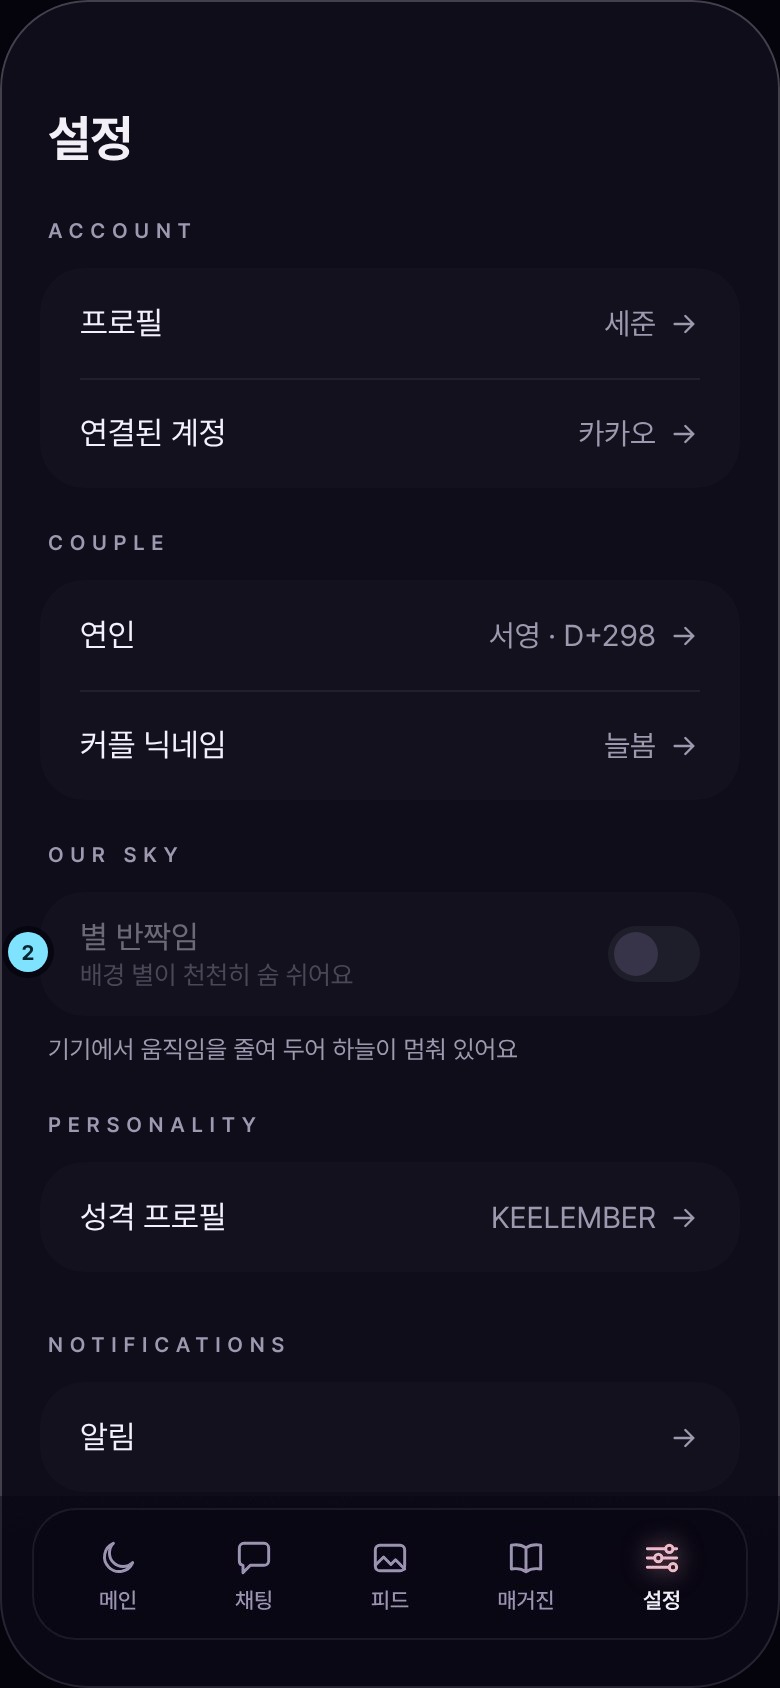 설정
ACCOUNT
프로필 세준 →
연결된 계정 카카오 →
COUPLE
연인 서영 · D+298 →
커플 닉네임 늘봄 →
OUR SKY
2
별 반짝임
배경 별이 천천히 숨 쉬어요
기기에서 움직임을 줄여 두어 하늘이 멈춰 있어요
PERSONALITY
성격 프로필 KEELEMBER →
NOTIFICATIONS
알림 →
메인 채팅 피드 매거진 설정